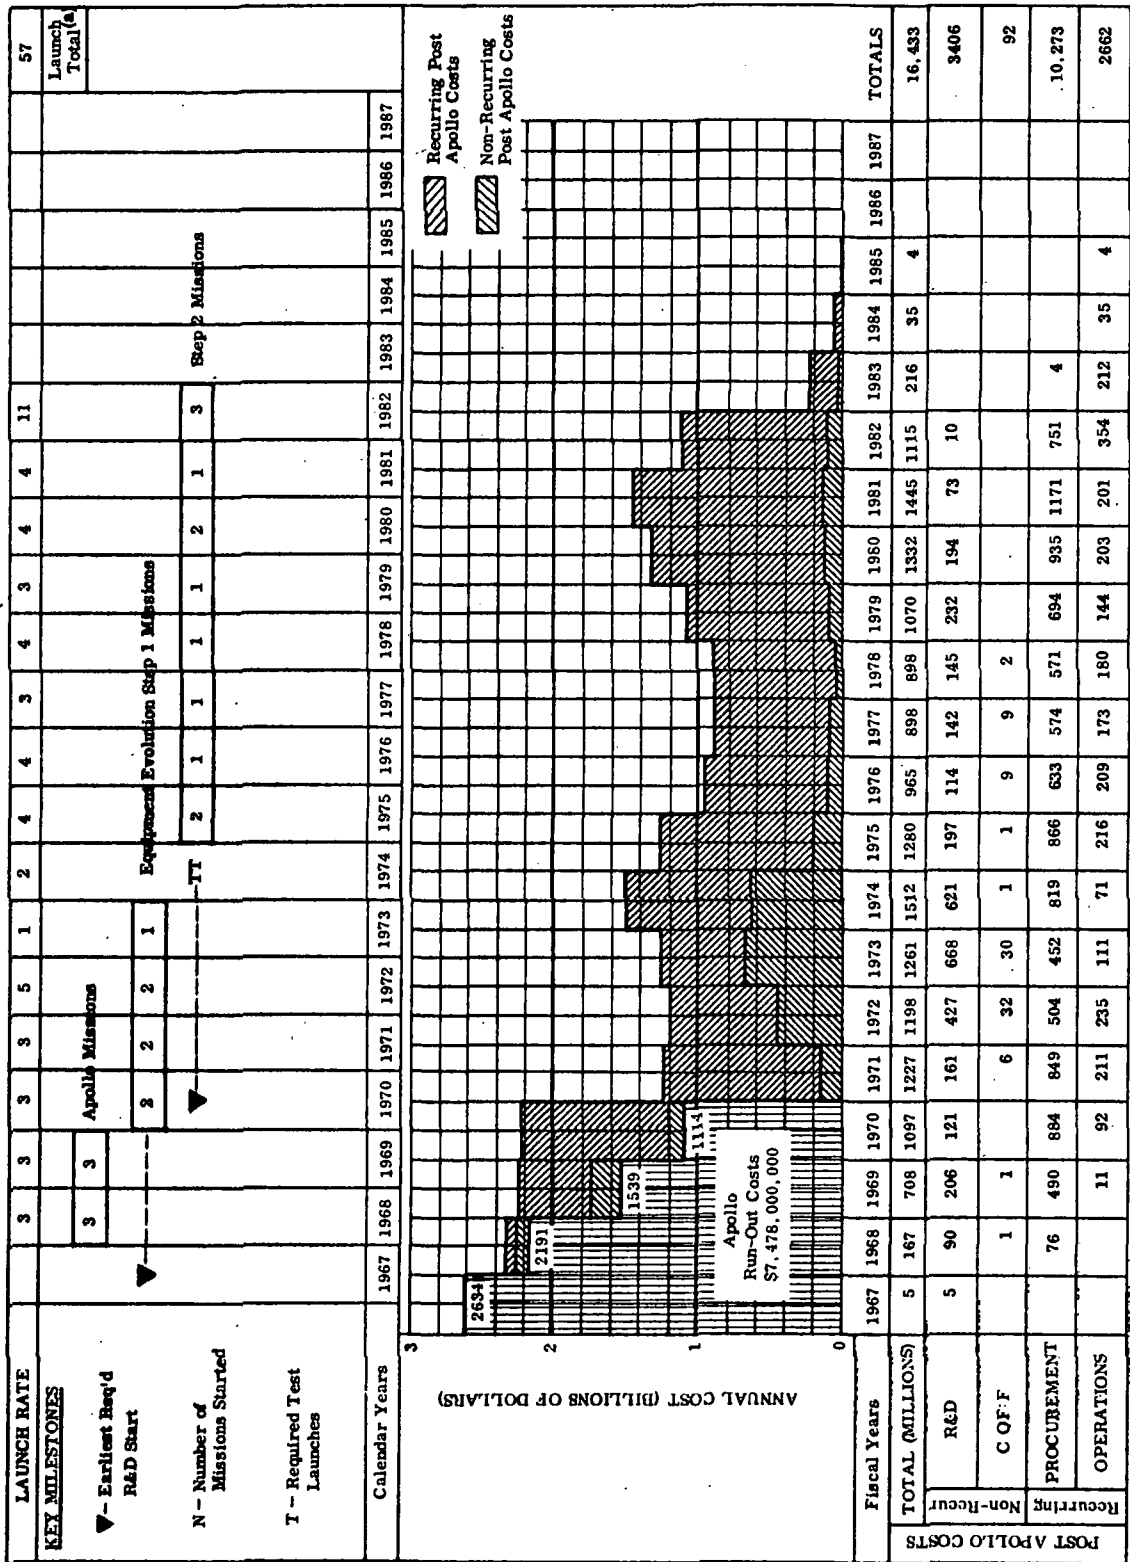 LAUNCH RATE 3 3 3 3 5 1 2 4 4 3 4 3 4 4 11 57
KEY MILESTONES
Launch
Total(a)
▼ - Earliest Req'd
R&D Start
N - Number of
Missions Started
T - Required Test
Launches
3 3
Apollo Missions
2 2 2 1
Equipment Evolution Step 1 Missions
TT
2 1 1 1 1 2 1 3
Step 2 Missions
Calendar Years 1967 1968 1969 1970 1971 1972 1973 1974 1975 1976 1977 1978 1979 1980 1981 1982 1983 1984 1985 1986 1987
ANNUAL COST (BILLIONS OF DOLLARS)
3
2
1
0
2634
2191
1539
1114
Apollo
Run-Out Costs
$7,478,000,000
Recurring Post
Apollo Costs
Non-Recurring
Post Apollo Costs
Fiscal Years 1967 1968 1969 1970 1971 1972 1973 1974 1975 1976 1977 1978 1979 1980 1981 1982 1983 1984 1985 1986 1987 TOTALS
POST APOLLO COSTS
TOTAL (MILLIONS) 5 167 708 1097 1227 1198 1261 1512 1280 965 898 898 1070 1332 1445 1115 216 35 4 16,433
Non-Recur
R&D 5 90 206 121 161 427 668 621 197 114 142 145 232 194 73 10 3406
C OF F 1 1 6 32 30 1 1 9 9 2 92
Recurring
PROCUREMENT 76 490 884 849 504 452 819 866 633 574 571 694 935 1171 751 4 10,273
OPERATIONS 11 92 211 235 111 71 216 209 173 180 144 203 201 354 212 35 4 2662